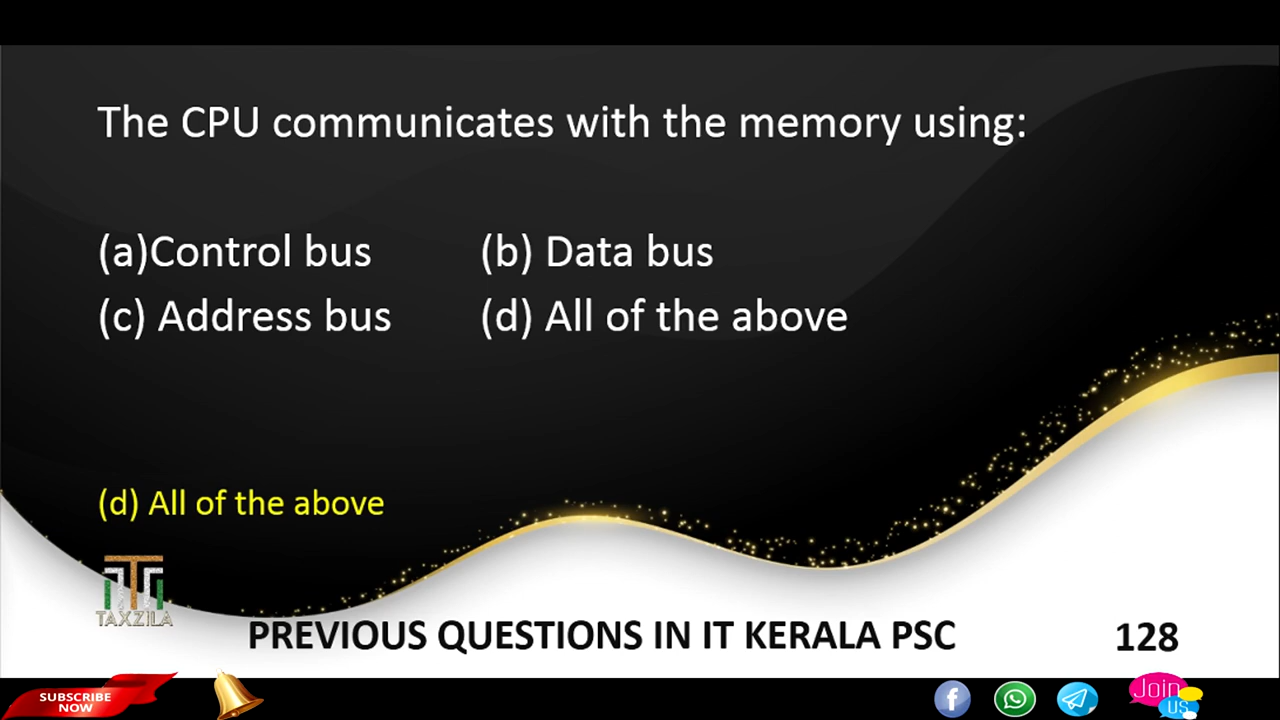 The CPU communicates with the memory using:
(a)Control bus (b) Data bus
(c) Address bus (d) All of the above
(d) All of the above
TAXZILA
PREVIOUS QUESTIONS IN IT KERALA PSC 128
SUBSCRIBE
NOW
Join
us